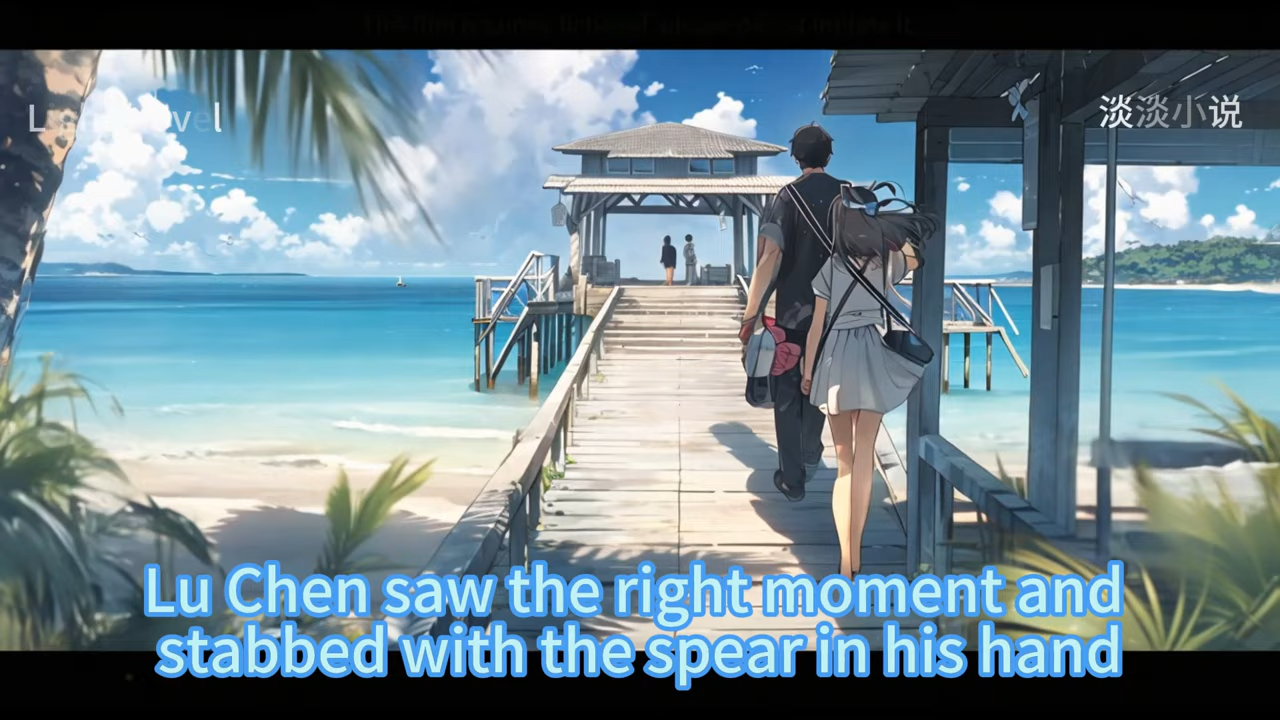 淡淡小说
Lu Chen saw the right moment and
stabbed with the spear in his hand